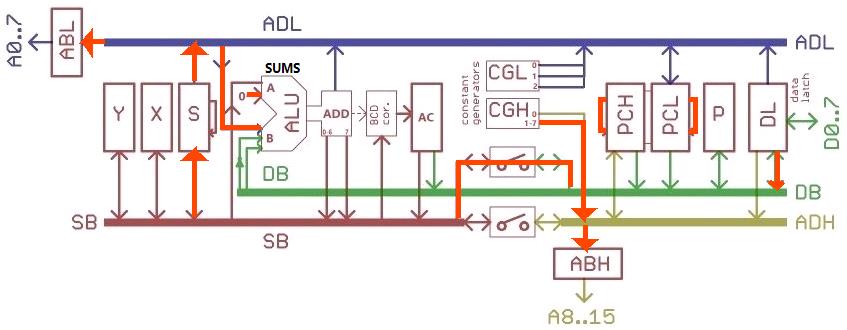 ADL
A0..7
ABL
ADL
SUMS
Y
X
S
0
A
B
ALU
ADD
0-6 7
BCD
cor.
AC
constant
generators
CGL
0
1
2
CGH
0
1-7
PCH
PCL
P
DL
data
latch
D0..7
DB
DB
SB
SB
ADH
ABH
A8..15